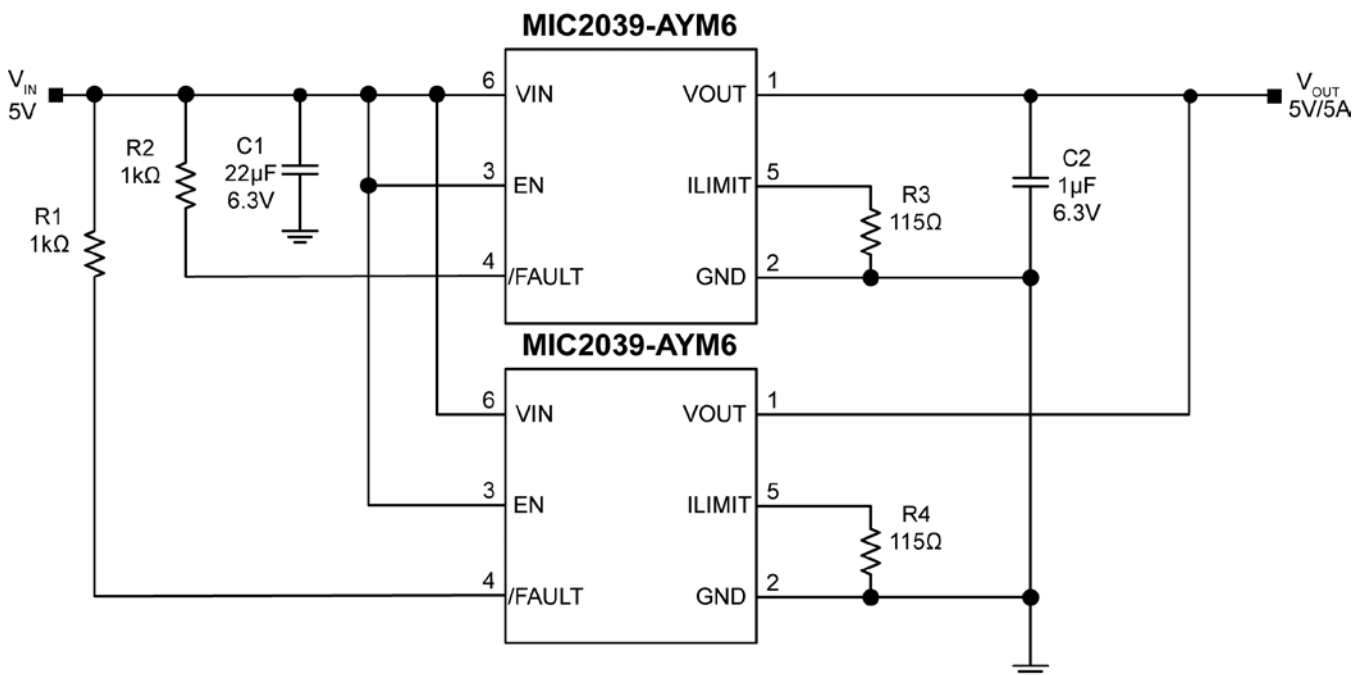 MIC2039-AYM6
VIN
5V
R1
1kΩ
R2
1kΩ
C1
22µF
6.3V
6
VIN
3
EN
4
/FAULT
VOUT
1
ILIMIT
5
GND
2
R3
115Ω
C2
1µF
6.3V
VOUT
5V/5A
MIC2039-AYM6
6
VIN
3
EN
4
/FAULT
VOUT
1
ILIMIT
5
GND
2
R4
115Ω